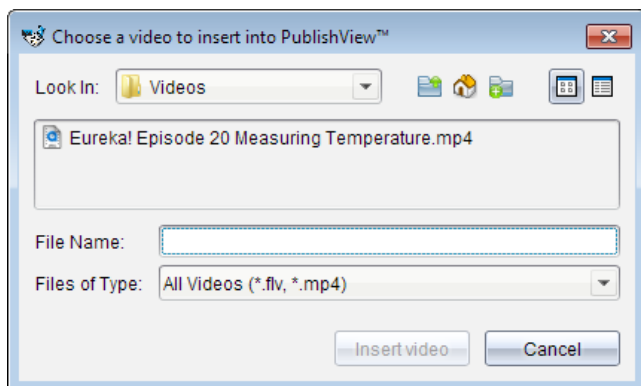 Choose a video to insert into PublishView™
Look In: Videos
Eureka! Episode 20 Measuring Temperature.mp4
File Name:
Files of Type: All Videos (*.flv, *.mp4)
Insert video Cancel